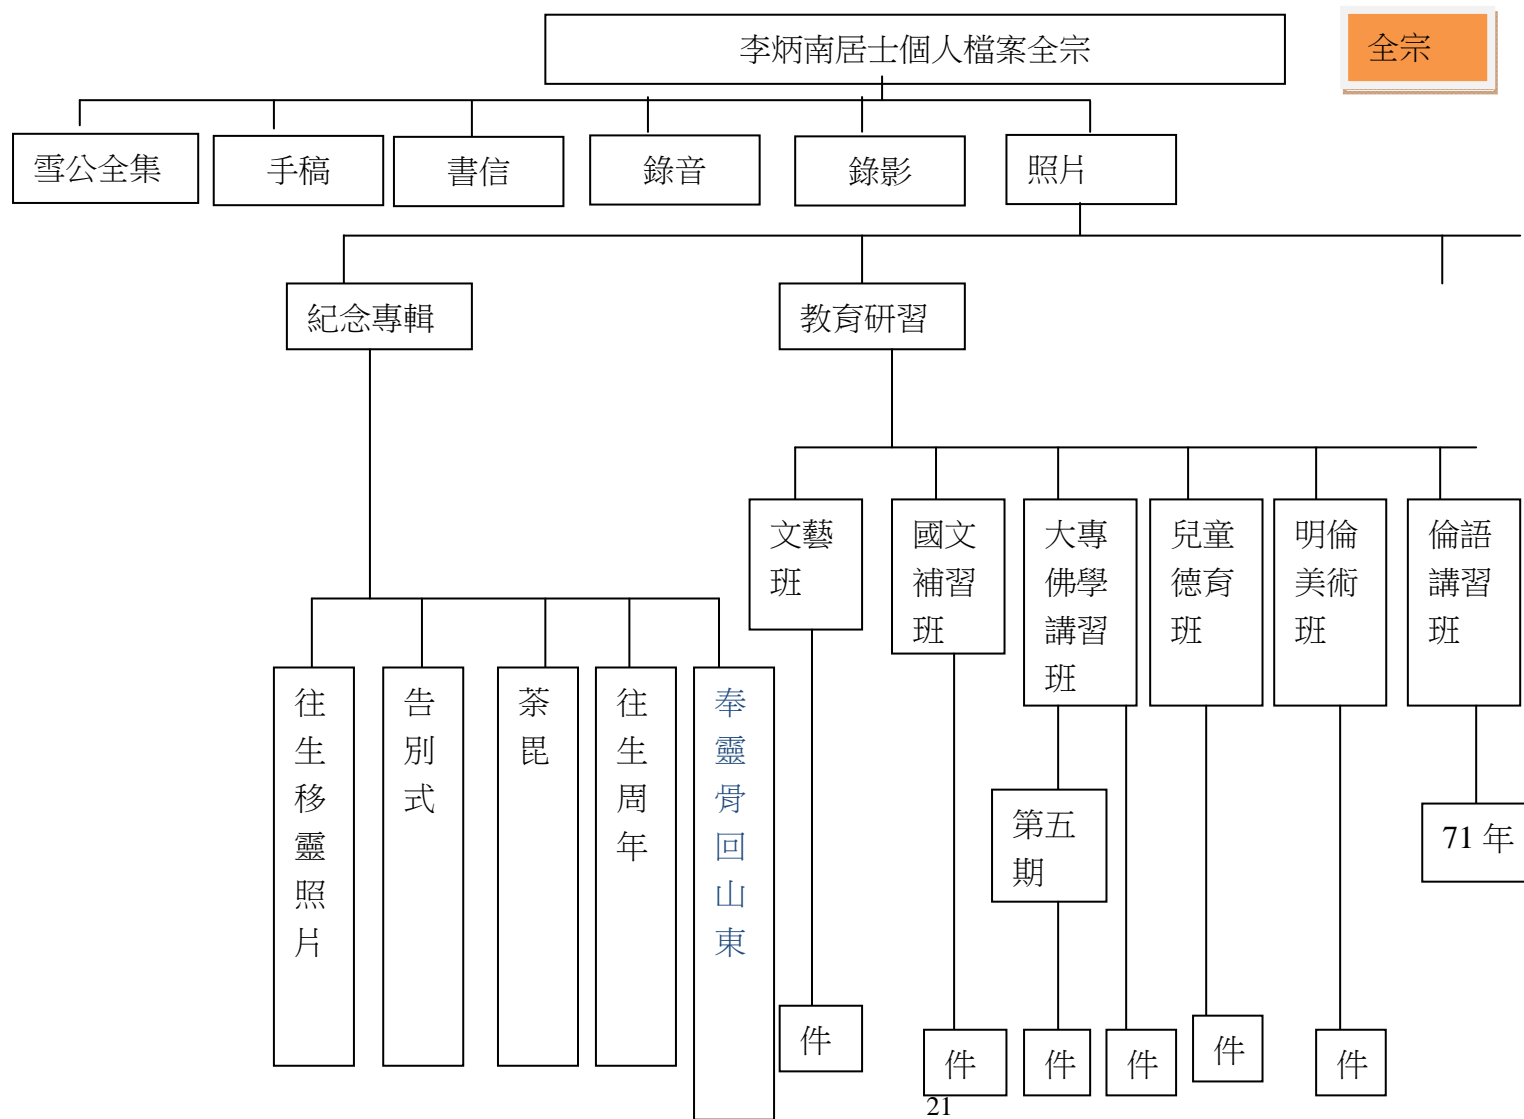 李炳南居士個人檔案全宗
全宗
雪公全集
手稿
書信
錄音
錄影
照片
紀念專輯
教育研習
文藝
班
國文
補習
班
大專
佛學
講習
班
兒童
德育
班
明倫
美術
班
倫語
講習
班
往生移靈照片
告別式
荼毘
往生周年
奉靈骨回山東
第五
期
71 年
件
件
件
件
件
件
21